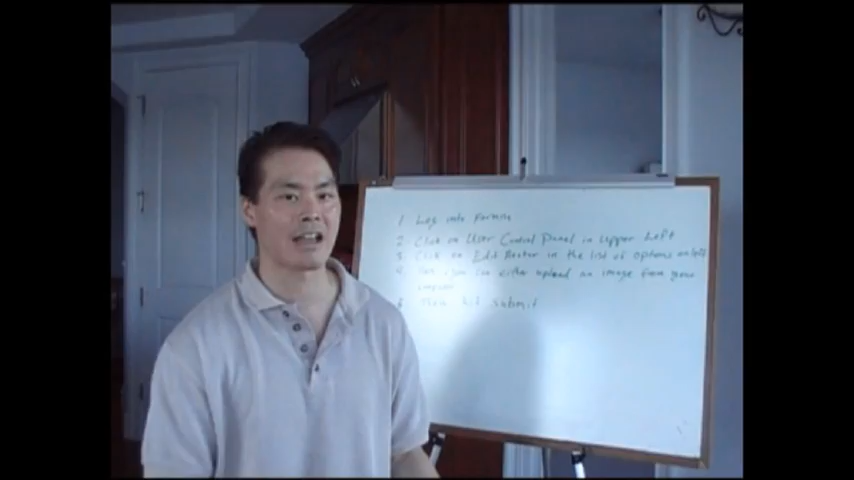 1 Log into Forum
2 Click on User Control Panel in upper Left
3 Click on Edit Avatar in the list of options on left
4 you can either upload an image from your
computer
5 Then hit submit